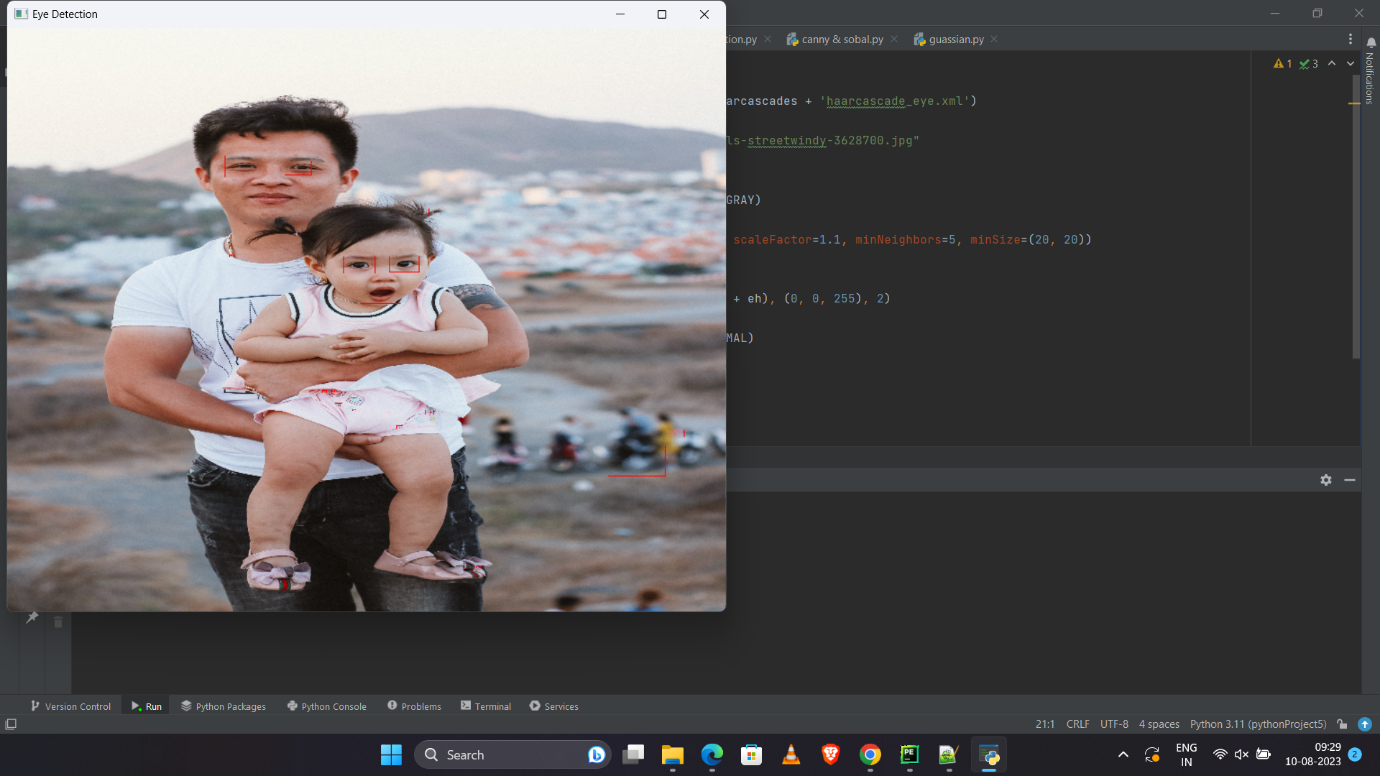 Eye Detection
tion.py
canny & sobal.py
guassian.py
1
3
Notifications
arcascades + 'haarcascade_eye.xml')
ls-streetwindy-3628700.jpg"
GRAY)
scaleFactor=1.1, minNeighbors=5, minSize=(20, 20))
+ eh), (0, 0, 255), 2)
MAL)
Version Control
Run
Python Packages
Python Console
Problems
Terminal
Services
21:1
CRLF
UTF-8
4 spaces
Python 3.11 (pythonProject5)
Search
ENG
IN
09:29
10-08-2023
2